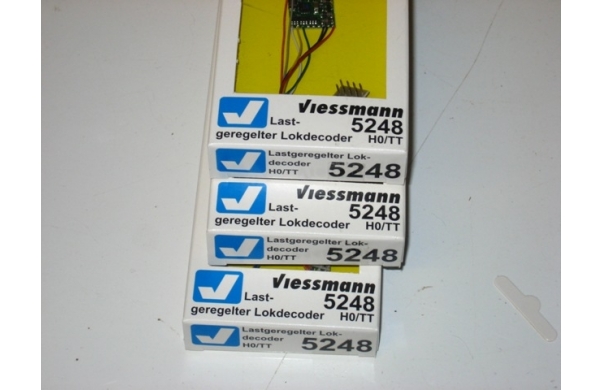 Viessmann
Last- 5248
geregelter Lokdecoder H0/TT
Lastgeregelter Lok-
decoder
H0/TT 5248
Viessmann
Last- 5248
geregelter Lokdecoder H0/TT
Lastgeregelter Lok-
decoder
H0/TT 5248
Viessmann
Last- 5248
geregelter Lokdecoder H0/TT
Lastgeregelter Lok-
decoder
H0/TT 5248